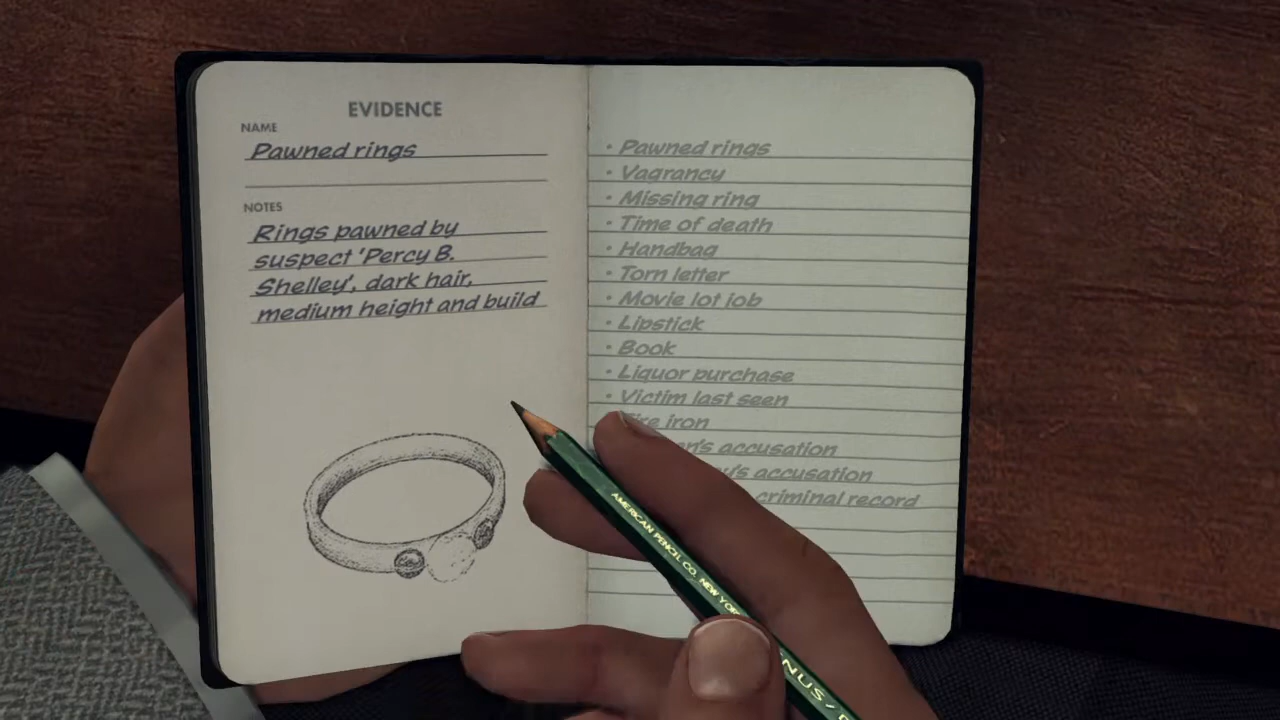 EVIDENCE
NAME
Pawned rings
NOTES
Rings pawned by
suspect 'Percy B.
Shelley', dark hair,
medium height and build
• Pawned rings
• Vagrancy
• Missing ring
• Time of death
• Handbag
• Torn letter
• Movie lot job
• Lipstick
• Book
• Liquor purchase
• Victim last seen
iron
accusation
accusation
criminal record
AMERICAN PENCIL CO. NEW YORK